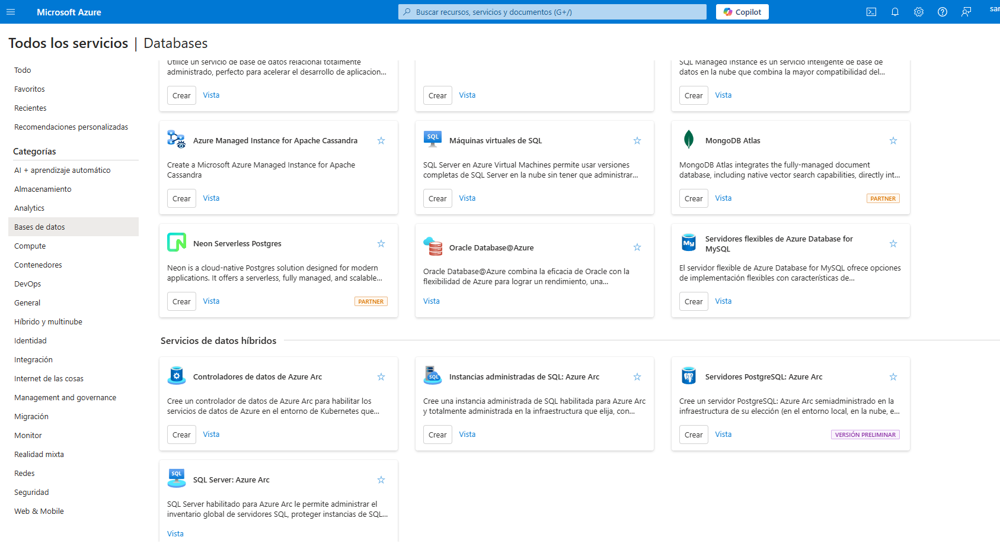 Microsoft Azure
Buscar recursos, servicios y documentos (G+/)
Copilot
sar
Todos los servicios | Databases
Todo
Favoritos
Recientes
Recomendaciones personalizadas
Categorías
AI + aprendizaje automático
Almacenamiento
Analytics
Bases de datos
Compute
Contenedores
DevOps
General
Híbrido y multinube
Identidad
Integración
Internet de las cosas
Management and governance
Migración
Monitor
Realidad mixta
Redes
Seguridad
Web & Mobile
Utilice un servicio de base de datos relacional totalmente
administrado, perfecto para acelerar el desarrollo de aplicacion...
Crear Vista
Crear Vista
SQL Managed Instance es un servicio inteligente de base de
datos en la nube que combina la mayor compatibilidad del...
Crear Vista
Azure Managed Instance for Apache Cassandra
Create a Microsoft Azure Managed Instance for Apache
Cassandra
Crear Vista
SQL
Máquinas virtuales de SQL
SQL Server en Azure Virtual Machines permite usar versiones
completas de SQL Server en la nube sin tener que administrar...
Crear Vista
MongoDB Atlas
MongoDB Atlas integrates the fully-managed document
database, including native vector search capabilities, directly int...
Crear Vista PARTNER
Neon Serverless Postgres
Neon is a cloud-native Postgres solution designed for modern
applications. It offers a serverless, fully managed, and scalable...
Crear Vista PARTNER
Oracle Database@Azure
Oracle Database@Azure combina la eficacia de Oracle con la
flexibilidad de Azure para lograr un rendimiento, una...
Vista
My
Servidores flexibles de Azure Database for
MySQL
El servidor flexible de Azure Database for MySQL ofrece opciones
de implementación flexibles con características de...
Crear Vista
Servicios de datos híbridos
Controladores de datos de Azure Arc
Cree un controlador de datos de Azure Arc para habilitar los
servicios de datos de Azure en el entorno de Kubernetes que...
Crear Vista
SQL
Instancias administradas de SQL: Azure Arc
Cree una instancia administrada de SQL habilitada para Azure Arc
y totalmente administrada en la infraestructura que elija, con...
Crear Vista
Servidores PostgreSQL: Azure Arc
Cree un servidor PostgreSQL: Azure Arc semiadministrado en la
infraestructura de su elección (en el entorno local, en la nube, e...
Crear Vista VERSIÓN PRELIMINAR
SQL
SQL Server: Azure Arc
SQL Server habilitado para Azure Arc le permite administrar el
inventario global de servidores SQL, proteger instancias de SQL...
Vista